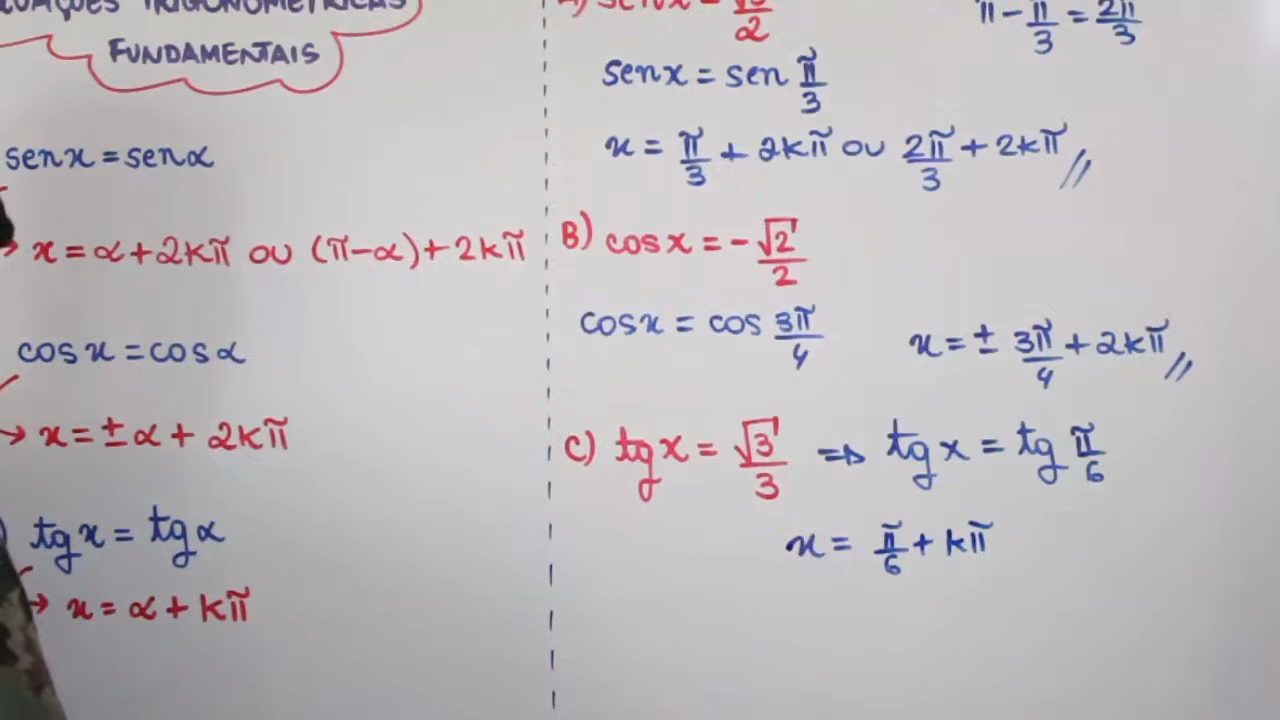 TRIGONOMÉTRICAS
FUNDAMENTAIS
sen x = sen α
x = α + 2kπ ou (π-α) + 2kπ
cos x = cos α
→ x = ± α + 2kπ
tg x = tg α
→ x = α + kπ
π - π/3 = 2π/3
sen x = sen π/3
x = π/3 + 2kπ ou 2π/3 + 2kπ //
B) cos x = - √2/2
cos x = cos 3π/4
x = ± 3π/4 + 2kπ //
C) tg x = √3/3 ⇒ tg x = tg π/6
x = π/6 + kπ